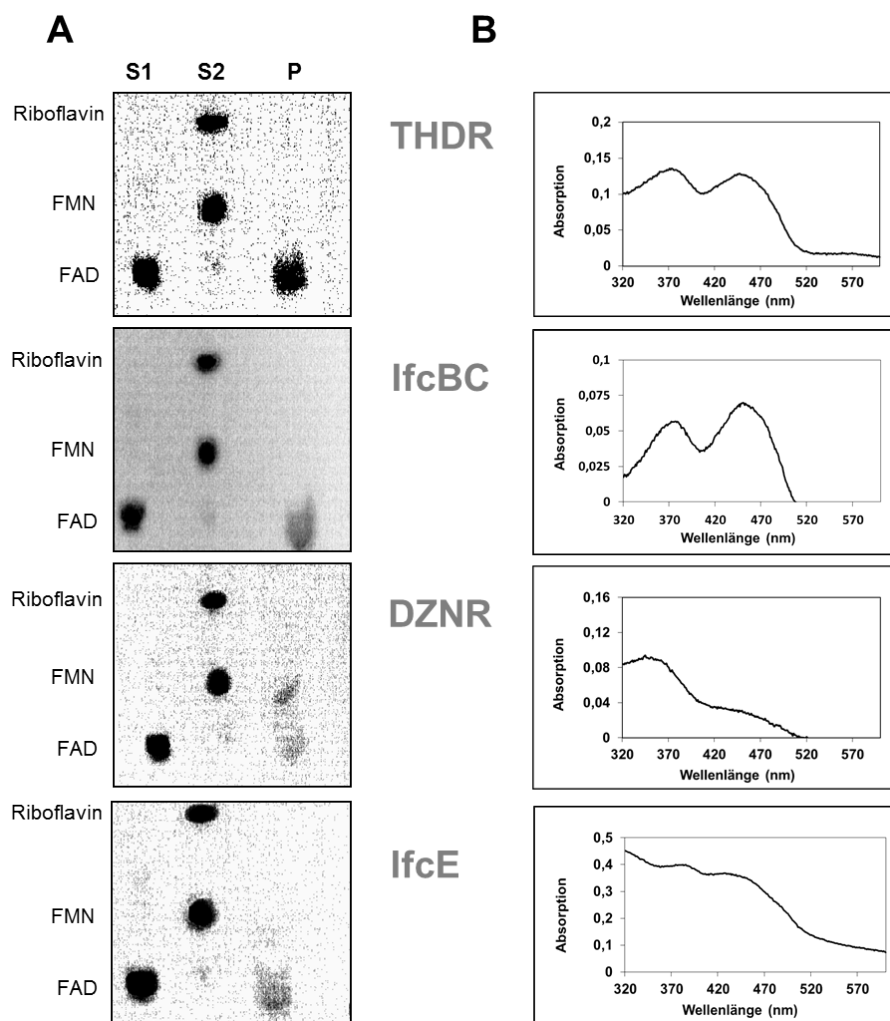 A
B
S1 S2 P
Riboflavin
FMN
FAD
THDR
0,2
0,15
0,1
0,05
0
Absorption
320 370 420 470 520 570
Wellenlänge (nm)
Riboflavin
FMN
FAD
IfcBC
0,1
0,075
0,05
0,025
0
Absorption
320 370 420 470 520 570
Wellenlänge (nm)
Riboflavin
FMN
FAD
DZNR
0,16
0,12
0,08
0,04
0
Absorption
320 370 420 470 520 570
Wellenlänge (nm)
Riboflavin
FMN
FAD
IfcE
0,5
0,4
0,3
0,2
0,1
0
Absorption
320 370 420 470 520 570
Wellenlänge (nm)